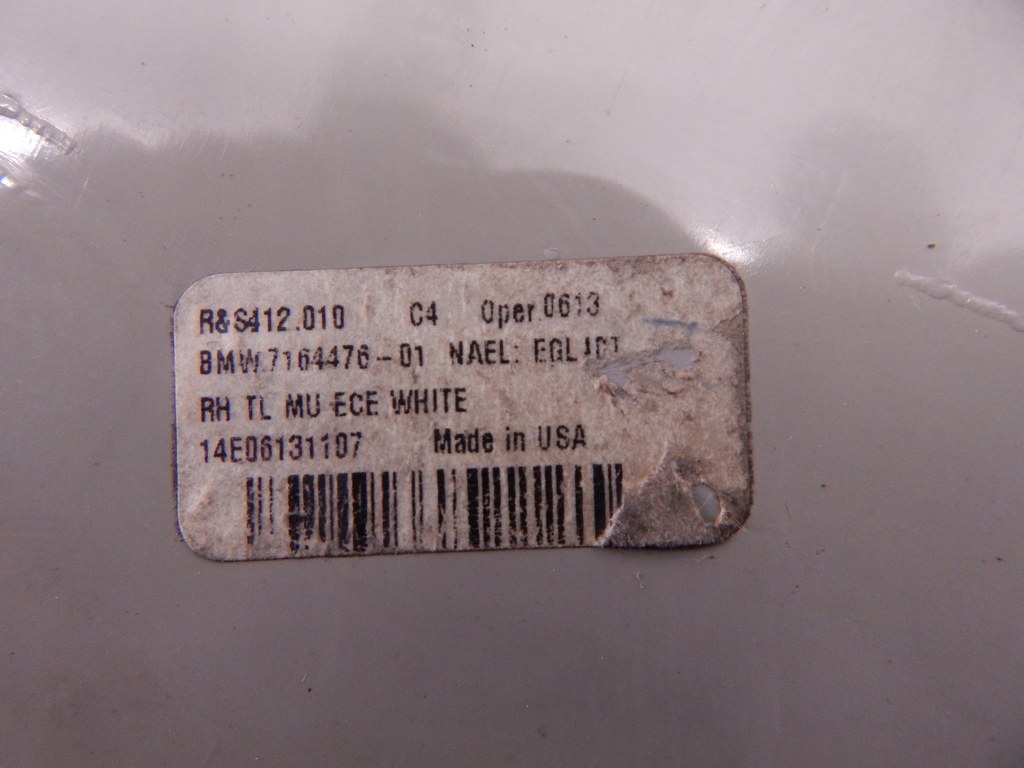 R&S412.010 C4 Oper.0613
BMW.7164476-01 NAEL:
RH TL MU ECE WHITE
14E06131107 Made in USA